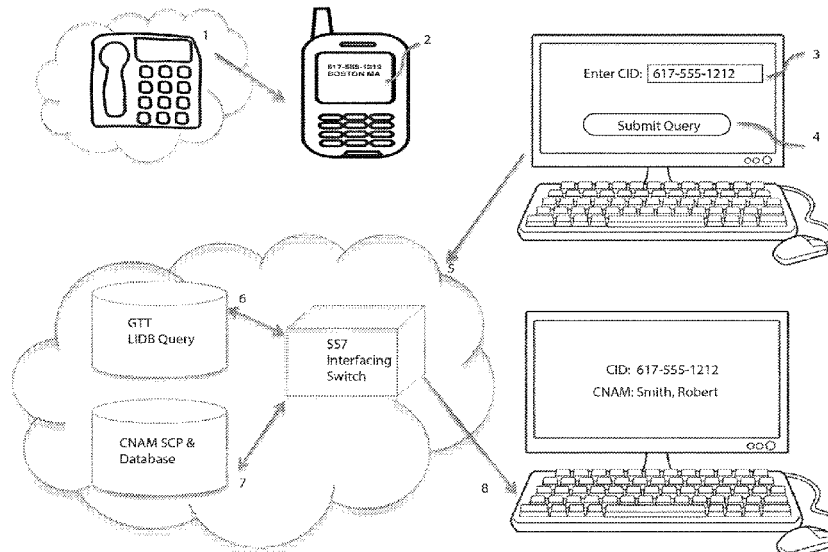 1
2
617-555-1212
BOSTON MA
3
Enter CID: 617-555-1212
Submit Query
4
5
6
GTT
LIDB Query
SS7
Interfacing
Switch
CNAM SCP &
Database
7
8
CID: 617-555-1212
CNAM: Smith, Robert